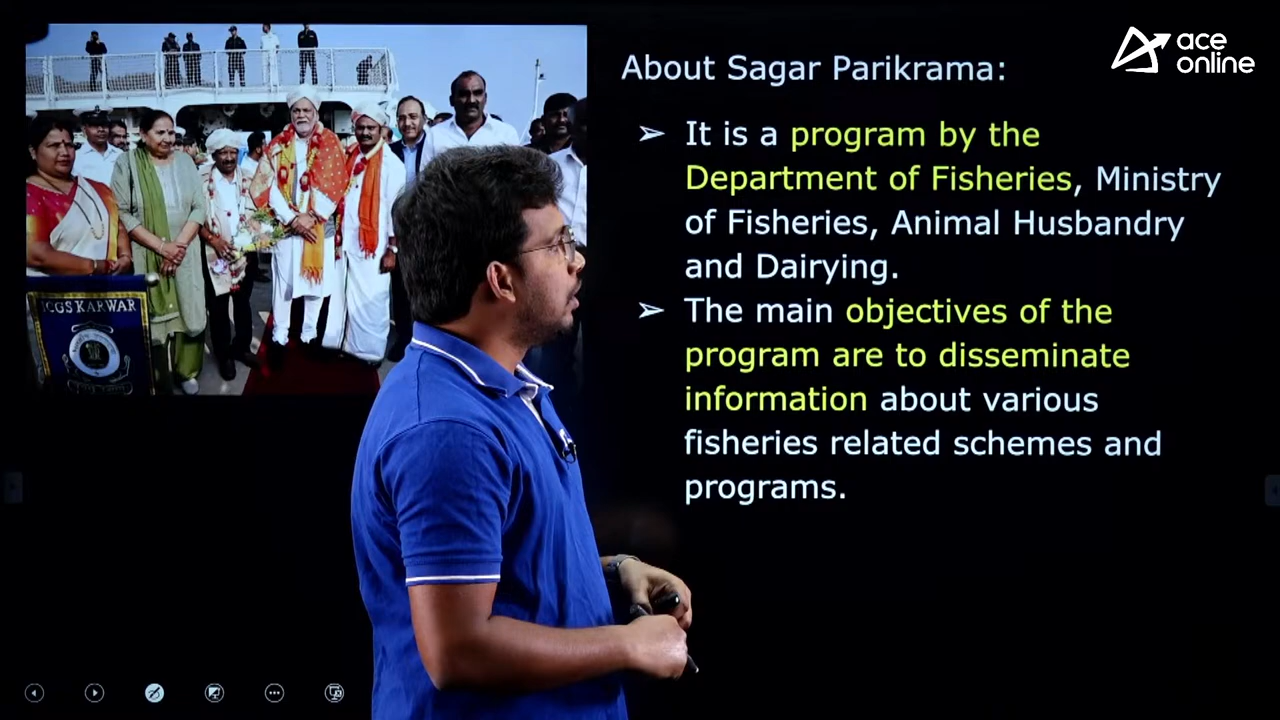 ace
online
About Sagar Parikrama:
➢ It is a program by the
Department of Fisheries, Ministry
of Fisheries, Animal Husbandry
and Dairying.
➢ The main objectives of the
program are to disseminate
information about various
fisheries related schemes and
programs.
ICGS KARWAR